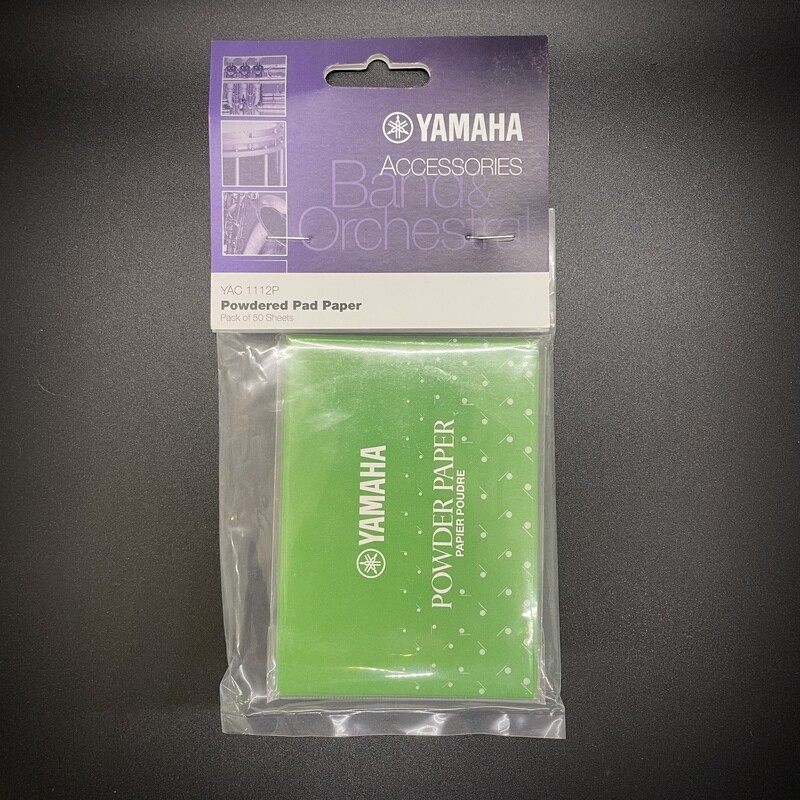 YAMAHA
ACCESSORIES
Band &
Orchestral
YAC 1112P
Powdered Pad Paper
Pack of 50 Sheets
YAMAHA
POWDER PAPER
PAPIER POUDRE